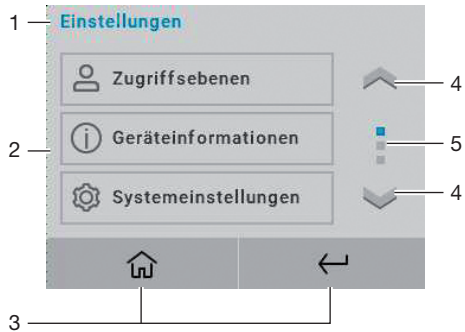 1 Einstellungen
Zugriffsebenen 4
2 Geräteinformationen 5
Systemeinstellungen 4
3